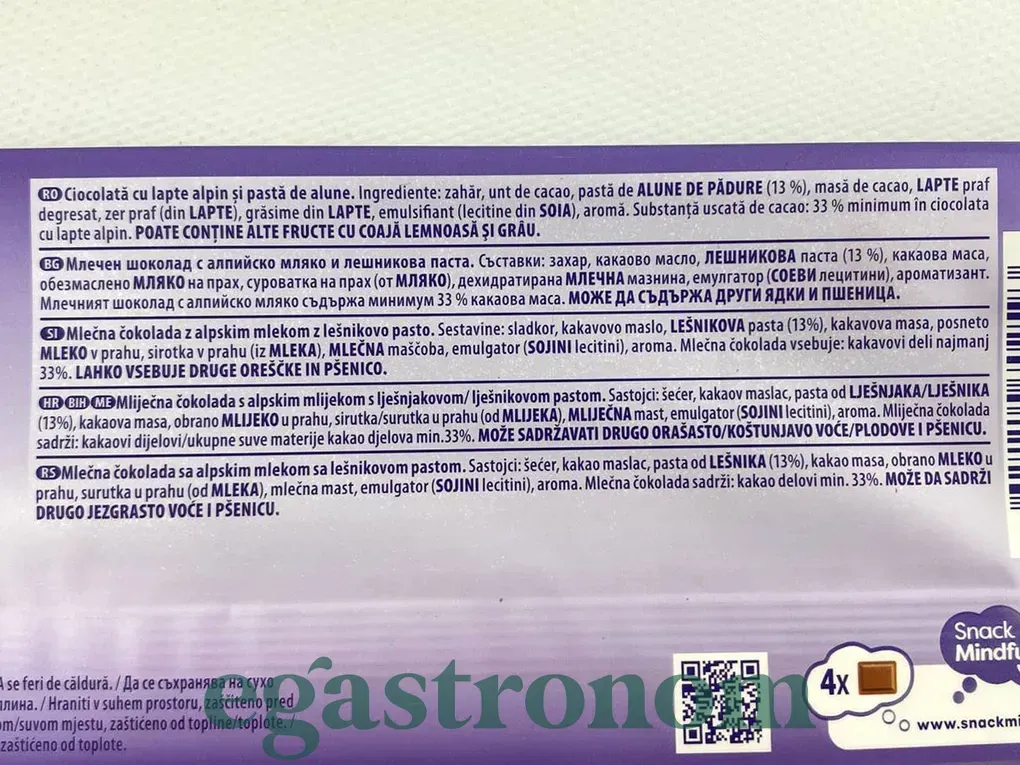 RO Ciocolată cu lapte alpin și pastă de alune. Ingrediente: zahăr, unt de cacao, pastă de ALUNE DE PĂDURE (13 %), masă de cacao, LAPTE praf
degresat, zer praf (din LAPTE), grăsime din LAPTE, emulsifiant (lecitine din SOIA), aromă. Substanță uscată de cacao: 33 % minimum în ciocolata
cu lapte alpin. POATE CONȚINE ALTE FRUCTE CU COAJĂ LEMNOASĂ ȘI GRÂU.
BG Млечен шоколад с алпийско мляко и лешникова паста. Съставки: захар, какаово масло, ЛЕШНИКОВА паста (13 %), какаова маса,
обезмаслено МЛЯКО на прах, суроватка на прах (от МЛЯКО), дехидратирана МЛЕЧНА мазнина, емулгатор (СОЕВИ лецитини), ароматизант.
Млечният шоколад с алпийско мляко съдържа минимум 33 % какаова маса. МОЖЕ ДА СЪДЪРЖА ДРУГИ ЯДКИ И ПШЕНИЦА.
SI Mlečna čokolada z alpskim mlekom z lešnikovo pasto. Sestavine: sladkor, kakavovo maslo, LEŠNIKOVA pasta (13%), kakavova masa, posneto
MLEKO v prahu, sirotka v prahu (iz MLEKA), MLEČNA maščoba, emulgator (SOJINI lecitini), aroma. Mlečna čokolada vsebuje: kakavovi deli najmanj
33%. LAHKO VSEBUJE DRUGE OREŠČKE IN PŠENICO.
HR BIH ME Mliječna čokolada s alpskim mlijekom s lješnjakovom/ lješnikovom pastom. Sastojci: šećer, kakaov maslac, pasta od LJEŠNJAKA/LJEŠNIKA
(13%), kakaova masa, obrano MLIJEKO u prahu, sirutka/surutka u prahu (od MLIJEKA), MLIJEČNA mast, emulgator (SOJINI lecitini), aroma. Mliječna čokolada
sadrži: kakaovi dijelovi/ukupne suve materije kakao djelova min.33%. MOŽE SADRŽAVATI DRUGO ORAŠASTO/KOŠTUNJAVO VOĆE/PLODOVE I PŠENICU.
RS Mlečna čokolada sa alpskim mlekom sa lešnikovom pastom. Sastojci: šećer, kakao maslac, pasta od LEŠNIKA (13%), kakao masa, obrano MLEKO u
prahu, surutka u prahu (od MLEKA), mlečna mast, emulgator (SOJINI lecitini), aroma. Mlečna čokolada sadrži: kakao delovi min. 33%. MOŽE DA SADRŽI
DRUGO JEZGRASTO VOĆE I PŠENICU.
A se feri de căldură. / Да се съхранява на сухо
плина. / Hraniti v suhem prostoru, zaščiteno pred
om/suvom mjestu, zaštićeno od topline/toplote. /
zaštićeno od toplote.
egastronom
4x
Snack
Mindfu
www.snackmi